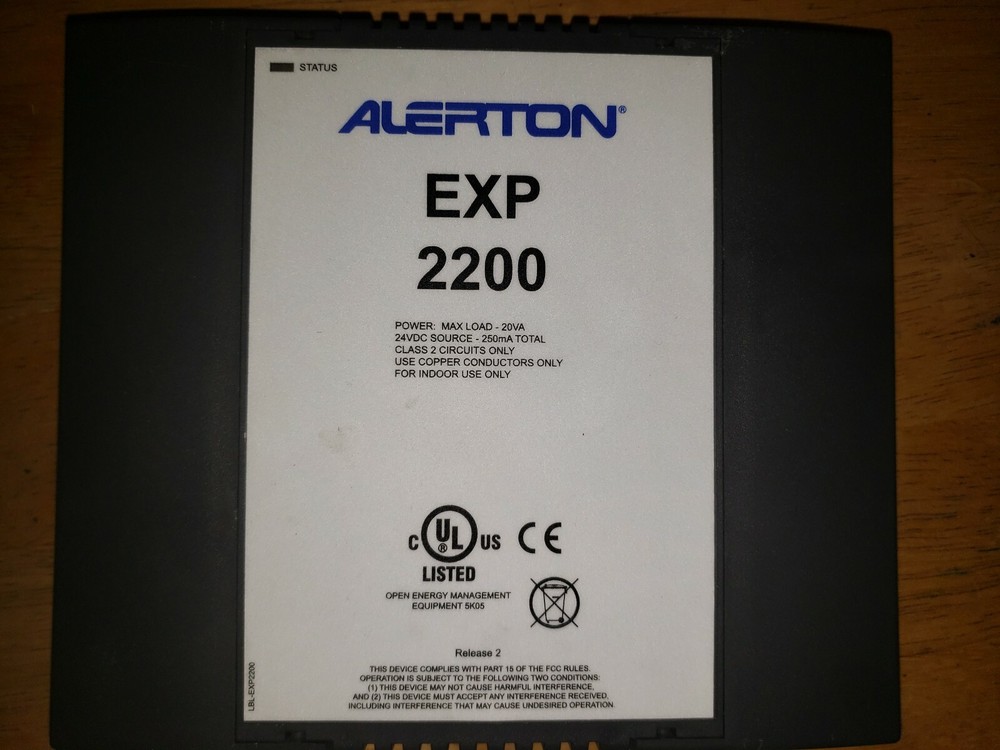 STATUS
ALERTON®
EXP
2200
POWER: MAX LOAD - 20VA
24VDC SOURCE - 250mA TOTAL
CLASS 2 CIRCUITS ONLY
USE COPPER CONDUCTORS ONLY
FOR INDOOR USE ONLY
C UL® US CE
LISTED
OPEN ENERGY MANAGEMENT
EQUIPMENT 5K05
Release 2
THIS DEVICE COMPLIES WITH PART 15 OF THE FCC RULES.
OPERATION IS SUBJECT TO THE FOLLOWING TWO CONDITIONS:
(1) THIS DEVICE MAY NOT CAUSE HARMFUL INTERFERENCE,
AND (2) THIS DEVICE MUST ACCEPT ANY INTERFERENCE RECEIVED,
INCLUDING INTERFERENCE THAT MAY CAUSE UNDESIRED OPERATION
LBL-EXP2200